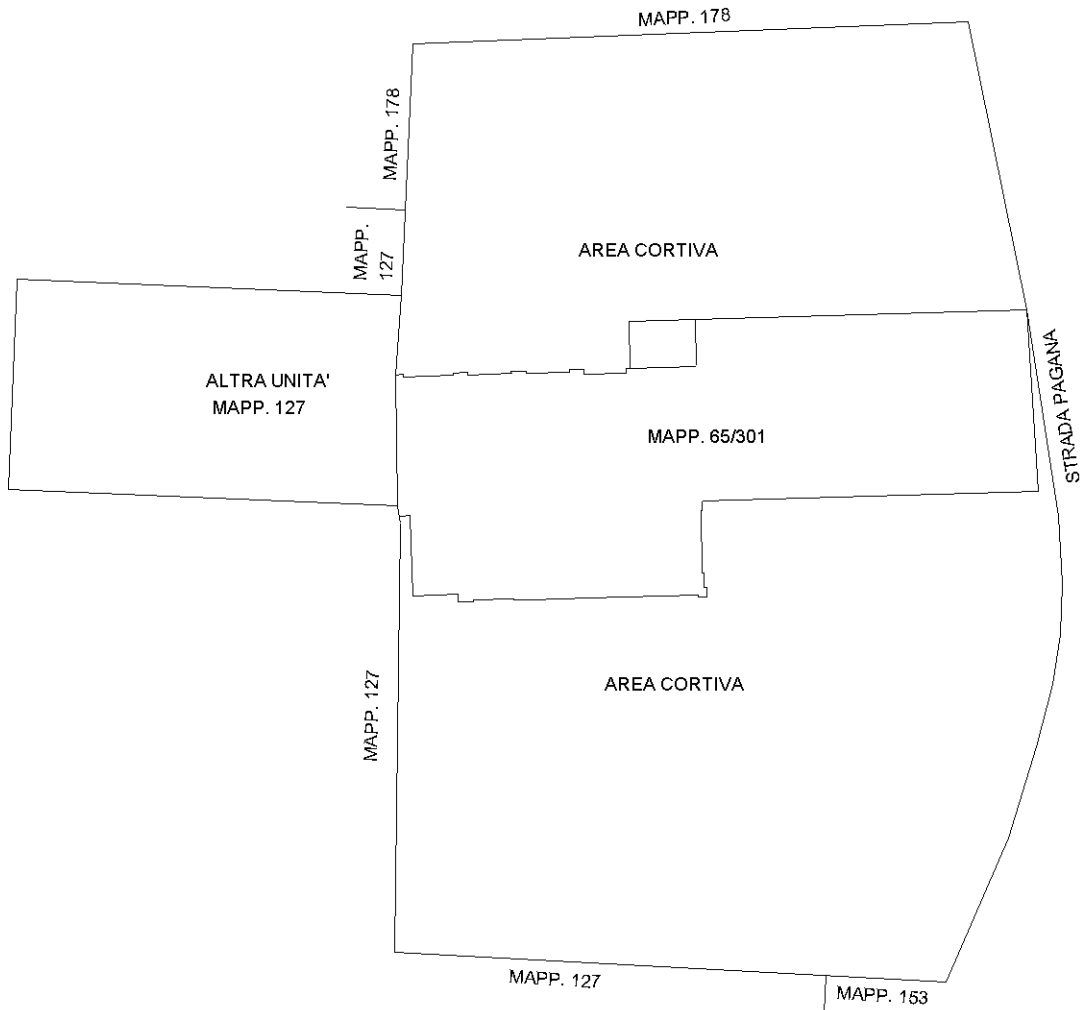 MAPP. 178
MAPP. 178
MAPP.
127
AREA CORTIVA
ALTRA UNITA'
MAPP. 127
MAPP. 65/301
STRADA PAGANA
AREA CORTIVA
MAPP. 127
MAPP. 127
MAPP. 153